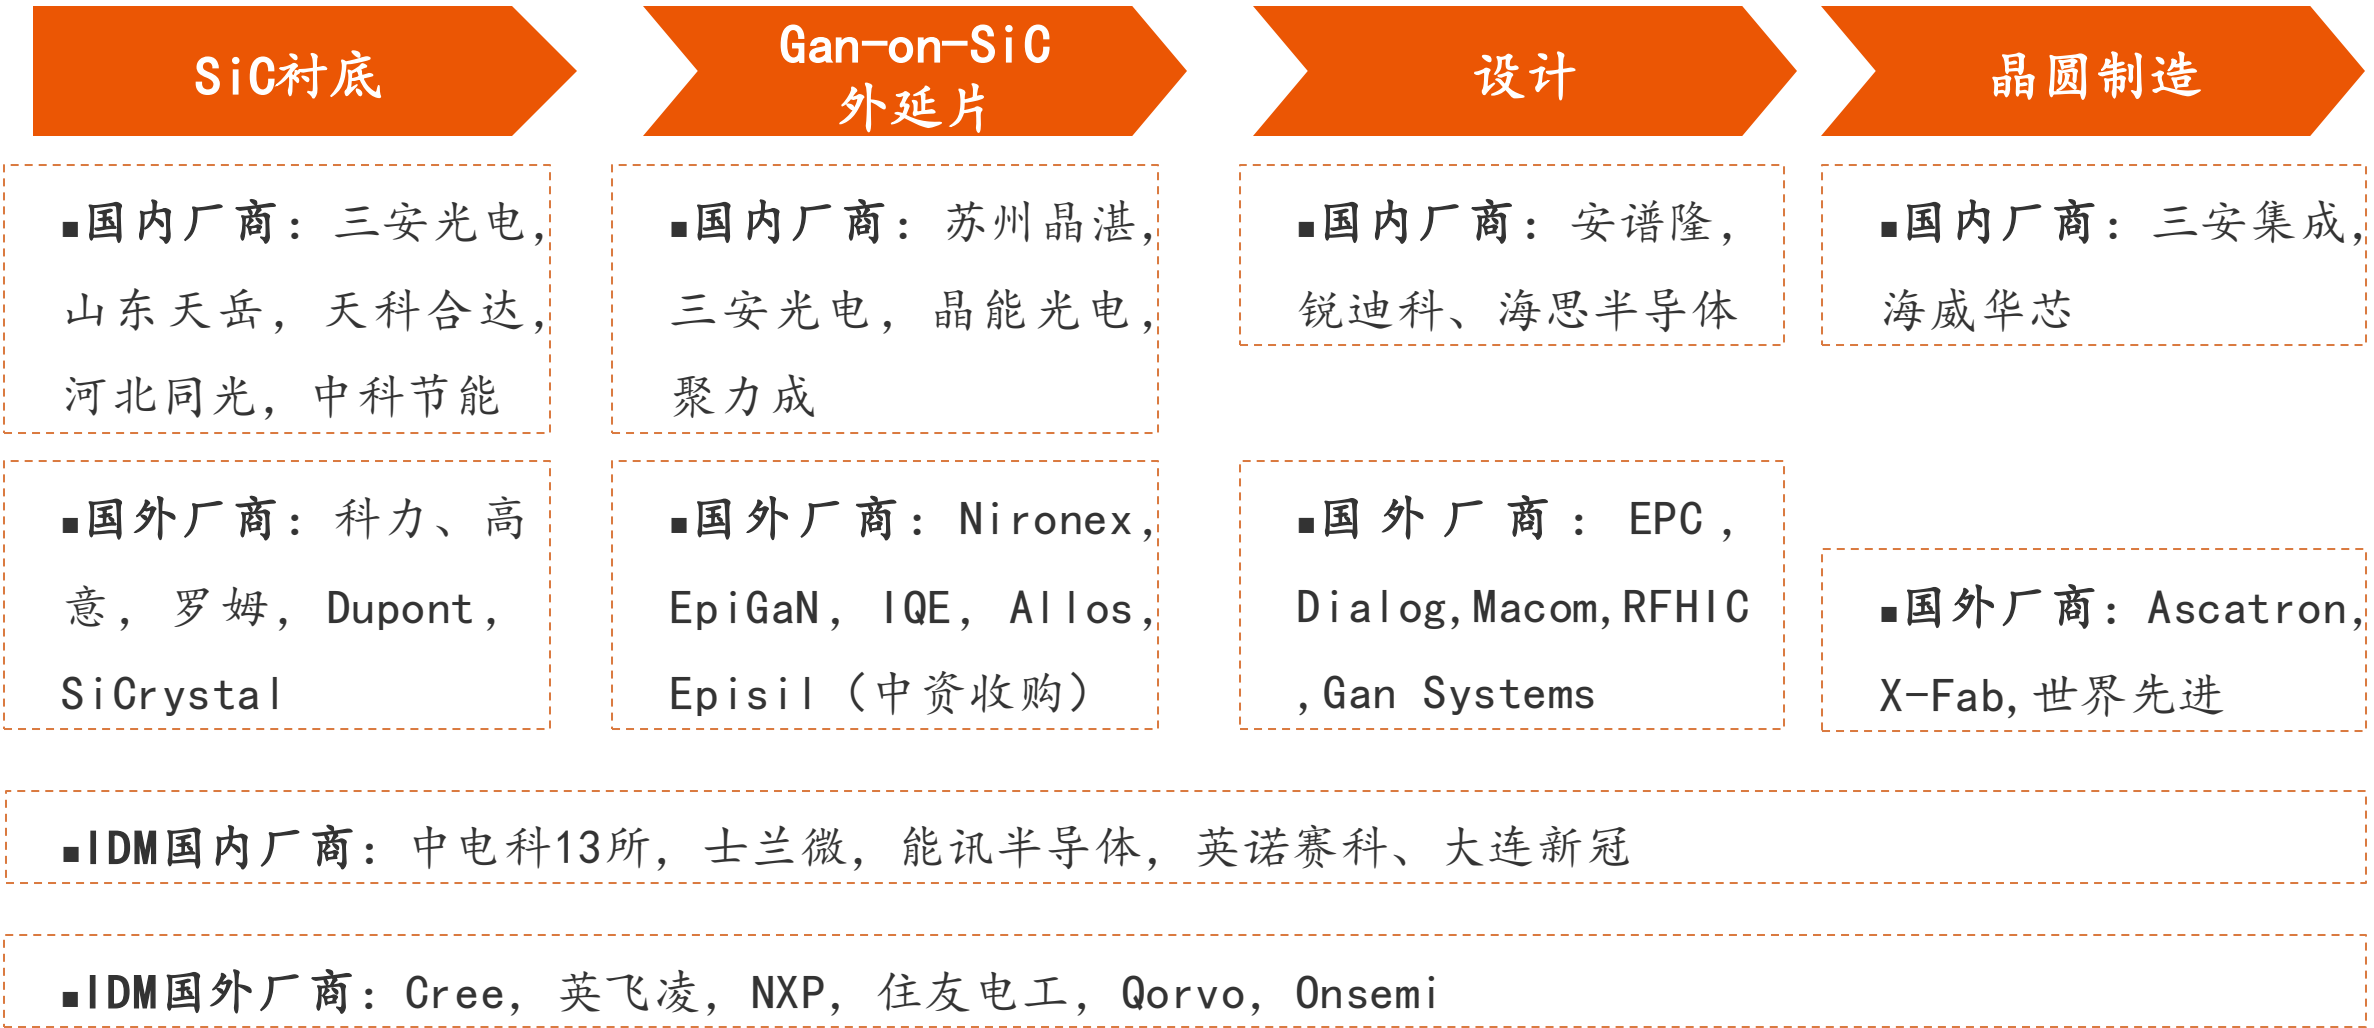 SiC衬底
Gan-on-SiC
外延片
设计
晶圆制造
■国内厂商：三安光电，
山东天岳，天科合达，
河北同光，中科节能
■国内厂商：苏州晶湛，
三安光电，晶能光电，
聚力成
■国内厂商：安谱隆，
锐迪科、海思半导体
■国内厂商：三安集成，
海威华芯
■国外厂商：科力、高
意，罗姆，Dupont，
SiCrystal
■国外厂商：Nironex，
EpiGaN，IQE，Allos，
Episil（中资收购）
■国外厂商：EPC，
Dialog,Macom,RFHIC
,Gan Systems
■国外厂商：Ascatron，
X-Fab,世界先进
■IDM国内厂商：中电科13所，士兰微，能讯半导体，英诺赛科、大连新冠
■IDM国外厂商：Cree，英飞凌，NXP，住友电工，Qorvo，Onsemi